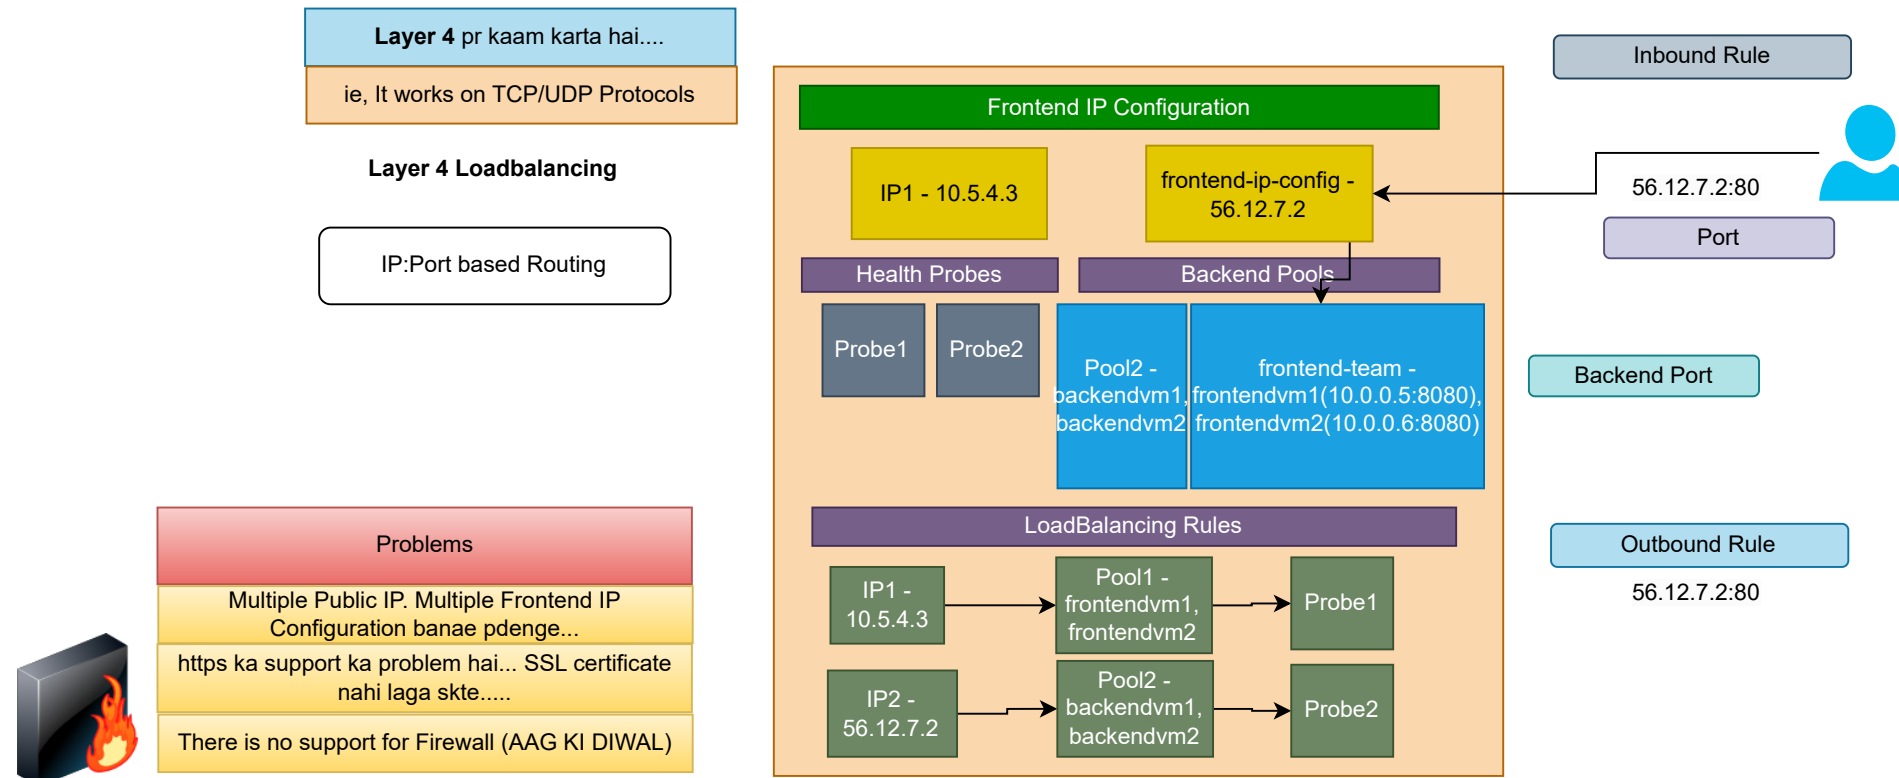 Layer 4 pr kaam karta hai....
ie, It works on TCP/UDP Protocols
Layer 4 Loadbalancing
IP:Port based Routing
Problems
Multiple Public IP. Multiple Frontend IP
Configuration banae pdenge...
https ka support ka problem hai... SSL certificate
nahi laga skte.....
There is no support for Firewall (AAG KI DIWAL)
Frontend IP Configuration
IP1 - 10.5.4.3
frontend-ip-config -
56.12.7.2
Health Probes
Backend Pools
Probe1
Probe2
Pool2 -
backendvm1,
backendvm2
frontend-team -
frontendvm1(10.0.0.5:8080),
frontendvm2(10.0.0.6:8080)
LoadBalancing Rules
IP1 -
10.5.4.3
Pool1 -
frontendvm1,
frontendvm2
Probe1
IP2 -
56.12.7.2
Pool2 -
backendvm1,
backendvm2
Probe2
Inbound Rule
56.12.7.2:80
Port
Backend Port
Outbound Rule
56.12.7.2:80